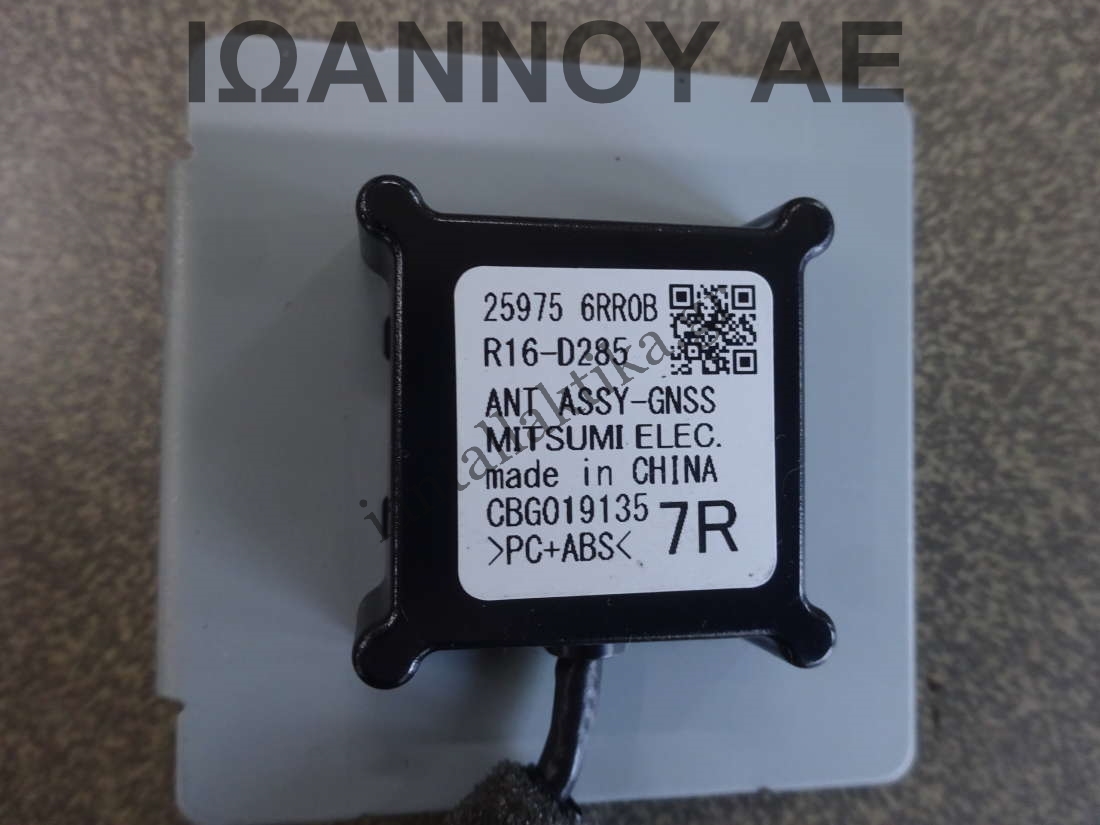 ΙΩΑΝΝΟΥ ΑΕ
25975 6RR0B
R16-D285
ANT ASSY-GNSS
MITSUMI ELEC.
made in CHINA
CBG019135
7R
>PC+ABS<